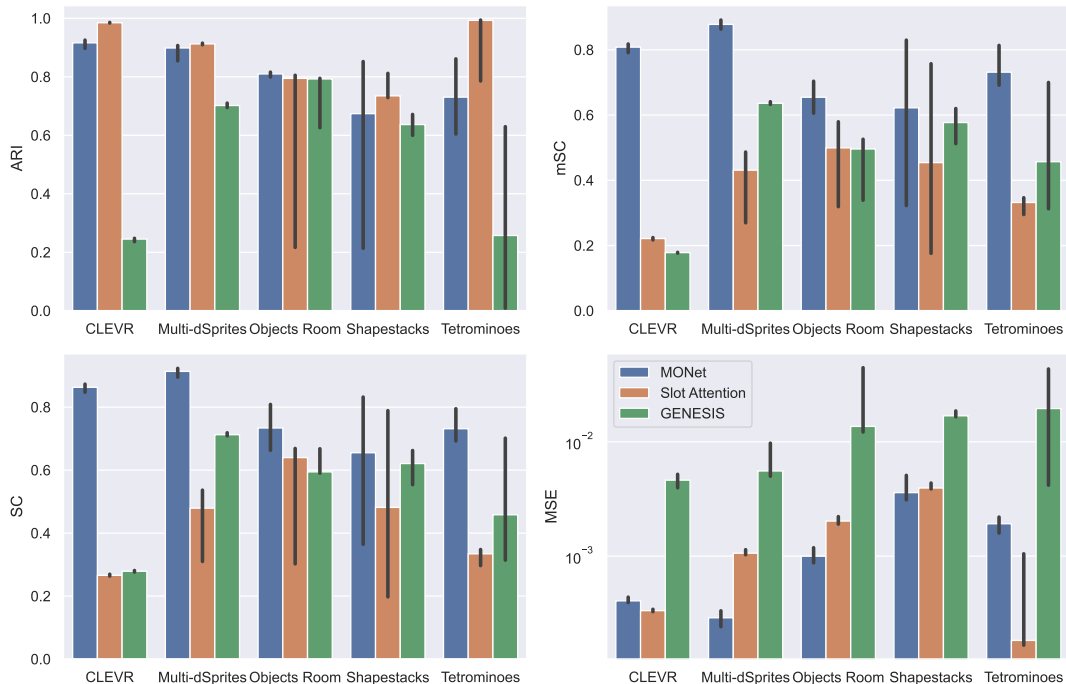 ARI
1.0
0.8
0.6
0.4
0.2
0.0
CLEVR Multi-dSprites Objects Room Shapestacks Tetrominoes
mSC
0.8
0.6
0.4
0.2
0.0
CLEVR Multi-dSprites Objects Room Shapestacks Tetrominoes
SC
0.8
0.6
0.4
0.2
0.0
CLEVR Multi-dSprites Objects Room Shapestacks Tetrominoes
MSE
10⁻²
10⁻³
MONet
Slot Attention
GENESIS
CLEVR Multi-dSprites Objects Room Shapestacks Tetrominoes